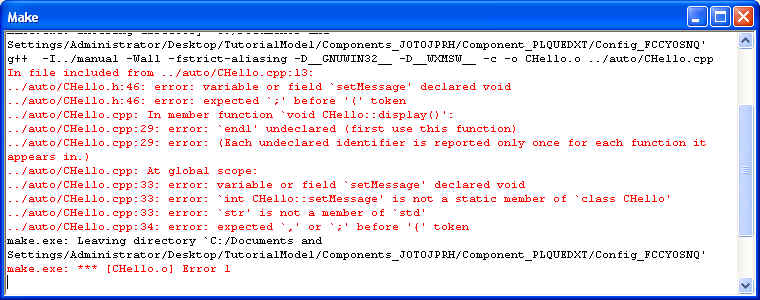 Make
Settings/Administrator/Desktop/TutorialModel/Components_JOTOJPRH/Component_PLQUEDXT/Config_FCCYOSNQ'
g++  -I../manual -Wall -fstrict-aliasing -D__GNUWIN32__ -D__WXMSW__ -c -o CHello.o ../auto/CHello.cpp
In file included from ../auto/CHello.cpp:13:
../auto/CHello.h:46: error: variable or field `setMessage' declared void
../auto/CHello.h:46: error: expected `;' before '(' token
../auto/CHello.cpp: In member function `void CHello::display()':
../auto/CHello.cpp:29: error: `endl' undeclared (first use this function)
../auto/CHello.cpp:29: error: (Each undeclared identifier is reported only once for each function it
appears in.)
../auto/CHello.cpp: At global scope:
../auto/CHello.cpp:33: error: variable or field `setMessage' declared void
../auto/CHello.cpp:33: error: `int CHello::setMessage' is not a static member of `class CHello'
../auto/CHello.cpp:33: error: `str' is not a member of `std'
../auto/CHello.cpp:34: error: expected `,' or `;' before '(' token
make.exe: Leaving directory `C:/Documents and
Settings/Administrator/Desktop/TutorialModel/Components_JOTOJPRH/Component_PLQUEDXT/Config_FCCYOSNQ'
make.exe: *** [CHello.o] Error 1